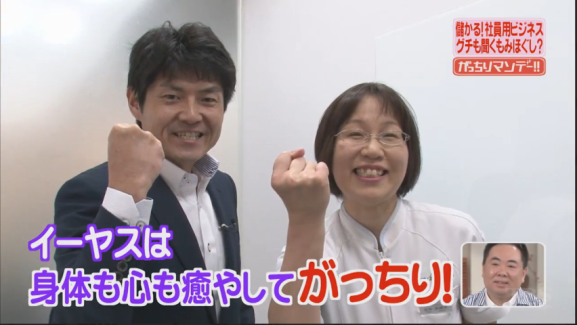 儲かる!社員用ビジネス
グチも聞くもみほぐし?
がっちりマンデー!!
イーヤスは
身体も心も癒やしてがっちり!